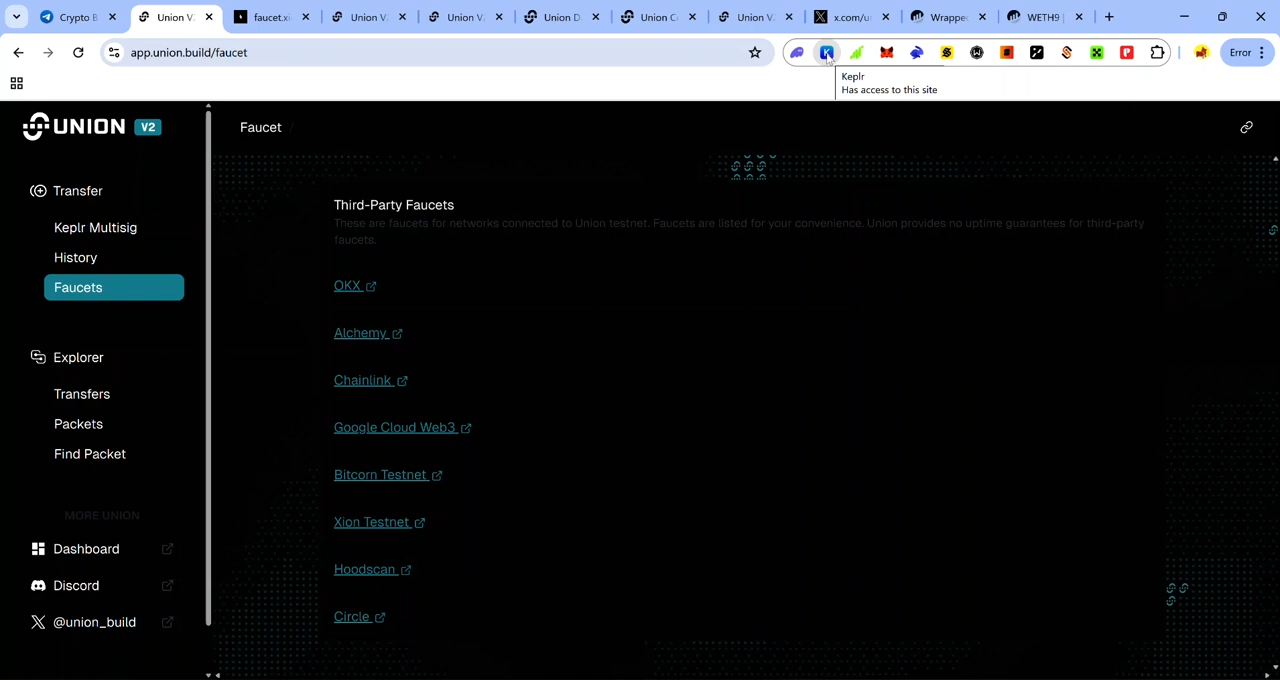 Crypto B
Union V
faucet.xi
Union V
Union V
Union D
Union C
Union V
x.com/u
Wrappe
WETH9
app.union.build/faucet
Error
Keplr
Has access to this site
UNION V2
Faucet /
Transfer
Keplr Multisig
History
Faucets
Explorer
Transfers
Packets
Find Packet
MORE UNION
Dashboard
Discord
@union_build
Third-Party Faucets
These are faucets for networks connected to Union testnet. Faucets are listed for your convenience. Union provides no uptime guarantees for third-party
faucets.
OKX
Alchemy
Chainlink
Google Cloud Web3
Bitcorn Testnet
Xion Testnet
Hoodscan
Circle